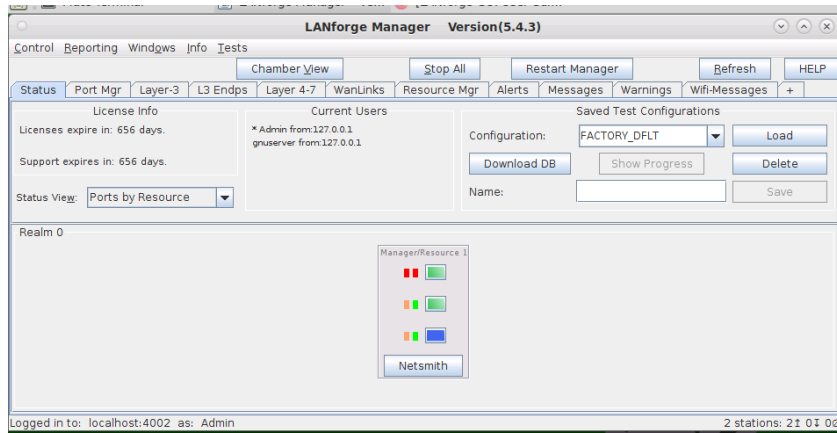 LANforge Manager Version(5.4.3)
Control Reporting Windows Info Tests
Chamber View Stop All Restart Manager Refresh HELP
Status Port Mgr Layer-3 L3 Endps Layer 4-7 WanLinks Resource Mgr Alerts Messages Warnings Wifi-Messages +
License Info
Licenses expire in: 656 days.
Support expires in: 656 days.
Status View: Ports by Resource
Current Users
* Admin from:127.0.0.1
gnuserver from:127.0.0.1
Saved Test Configurations
Configuration: FACTORY_DFLT Load
Download DB Show Progress Delete
Name: Save
Realm 0
Manager/Resource 1
Netsmith
Logged in to: localhost:4002 as: Admin
2 stations: 2↥ 0↧